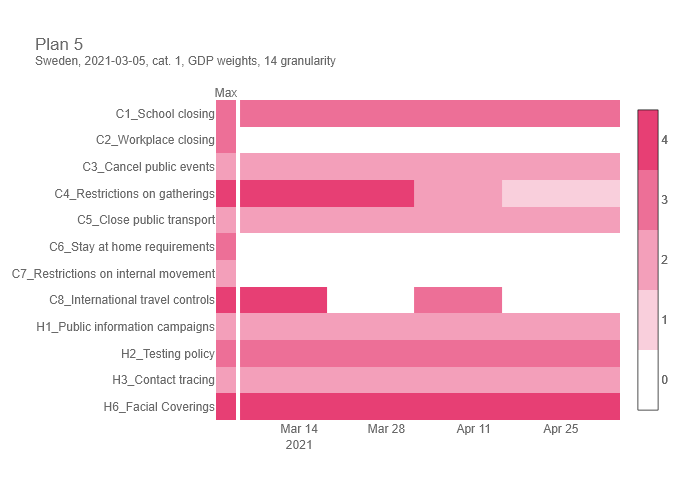 Plan 5
Sweden, 2021-03-05, cat. 1, GDP weights, 14 granularity
Max
C1_School closing
C2_Workplace closing
C3_Cancel public events
C4_Restrictions on gatherings
C5_Close public transport
C6_Stay at home requirements
C7_Restrictions on internal movement
C8_International travel controls
H1_Public information campaigns
H2_Testing policy
H3_Contact tracing
H6_Facial Coverings
Mar 14
2021
Mar 28
Apr 11
Apr 25
4
3
2
1
0